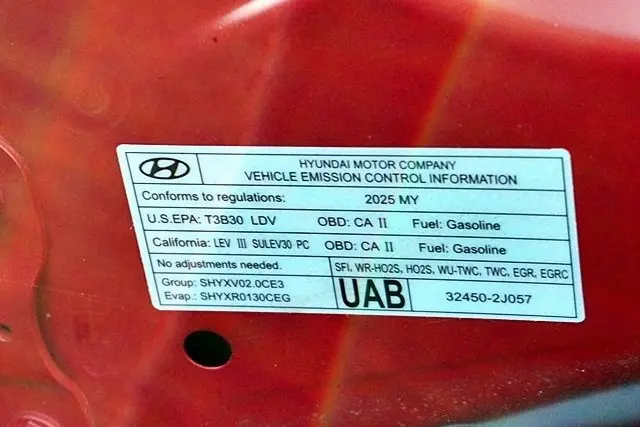 HYUNDAI MOTOR COMPANY
VEHICLE EMISSION CONTROL INFORMATION
Conforms to regulations: 2025 MY
U.S.EPA: T3B30 LDV OBD: CA II Fuel: Gasoline
California: LEV III SULEV30 PC OBD: CA II Fuel: Gasoline
No adjustments needed.
SFI, WR-HO2S, HO2S, WU-TWC, TWC, EGR, EGRC
Group: SHYXV02.0CE3
Evap.: SHYXR0130CEG
UAB
32450-2J057